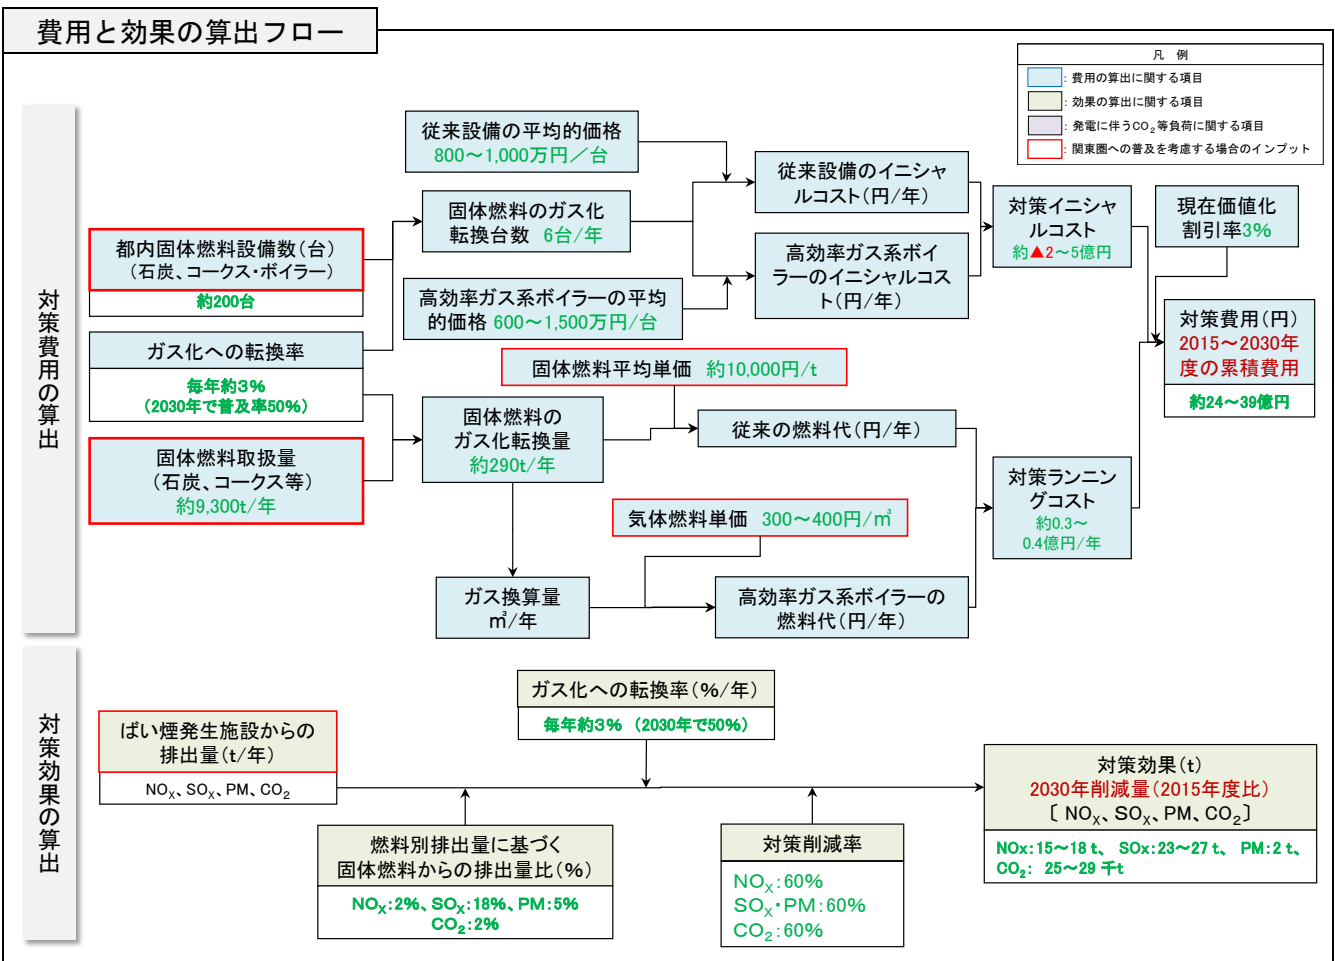 費用と効果の算出フロー
凡　例
：費用の算出に関する項目
：効果の算出に関する項目
：発電に伴うCO₂等負荷に関する項目
：関東圏への普及を考慮する場合のインプット
対策費用の算出
都内固体燃料設備数（台）
（石炭、コークス・ボイラー）
約200台
ガス化への転換率
毎年約3%
（2030年で普及率50%）
固体燃料取扱量
（石炭、コークス等）
約9,300t/年
従来設備の平均的価格
800～1,000万円／台
固体燃料のガス化
転換台数 6台/年
高効率ガス系ボイラーの平均
的価格 600～1,500万円/台
従来設備のイニシャ
ルコスト（円/年）
高効率ガス系ボイ
ラーのイニシャルコス
ト（円/年）
対策イニシャ
ルコスト
約▲2～5億円
現在価値化
割引率3%
対策費用（円）
2015～2030年
度の累積費用
約24～39億円
固体燃料平均単価 約10,000円/t
固体燃料の
ガス化転換量
約290t/年
従来の燃料代（円/年）
気体燃料単価 300～400円/㎥
対策ランニン
グコスト
約0.3～
0.4億円/年
ガス換算量
㎥/年
高効率ガス系ボイラーの
燃料代（円/年）
対策効果の算出
ガス化への転換率（%/年）
毎年約3% （2030年で50%）
ばい煙発生施設からの
排出量（t/年）
NOX、SOX、PM、CO₂
燃料別排出量に基づく
固体燃料からの排出量比（%）
NOX:2%、SOX:18%、PM:5%
CO₂:2%
対策削減率
NOX:60%
SOX・PM:60%
CO₂:60%
対策効果（t）
2030年削減量（2015年度比）
〔 NOX、SOX、PM、CO₂〕
NOx:15～18 t、 SOx:23～27 t、 PM:2 t、
CO₂: 25～29 千t